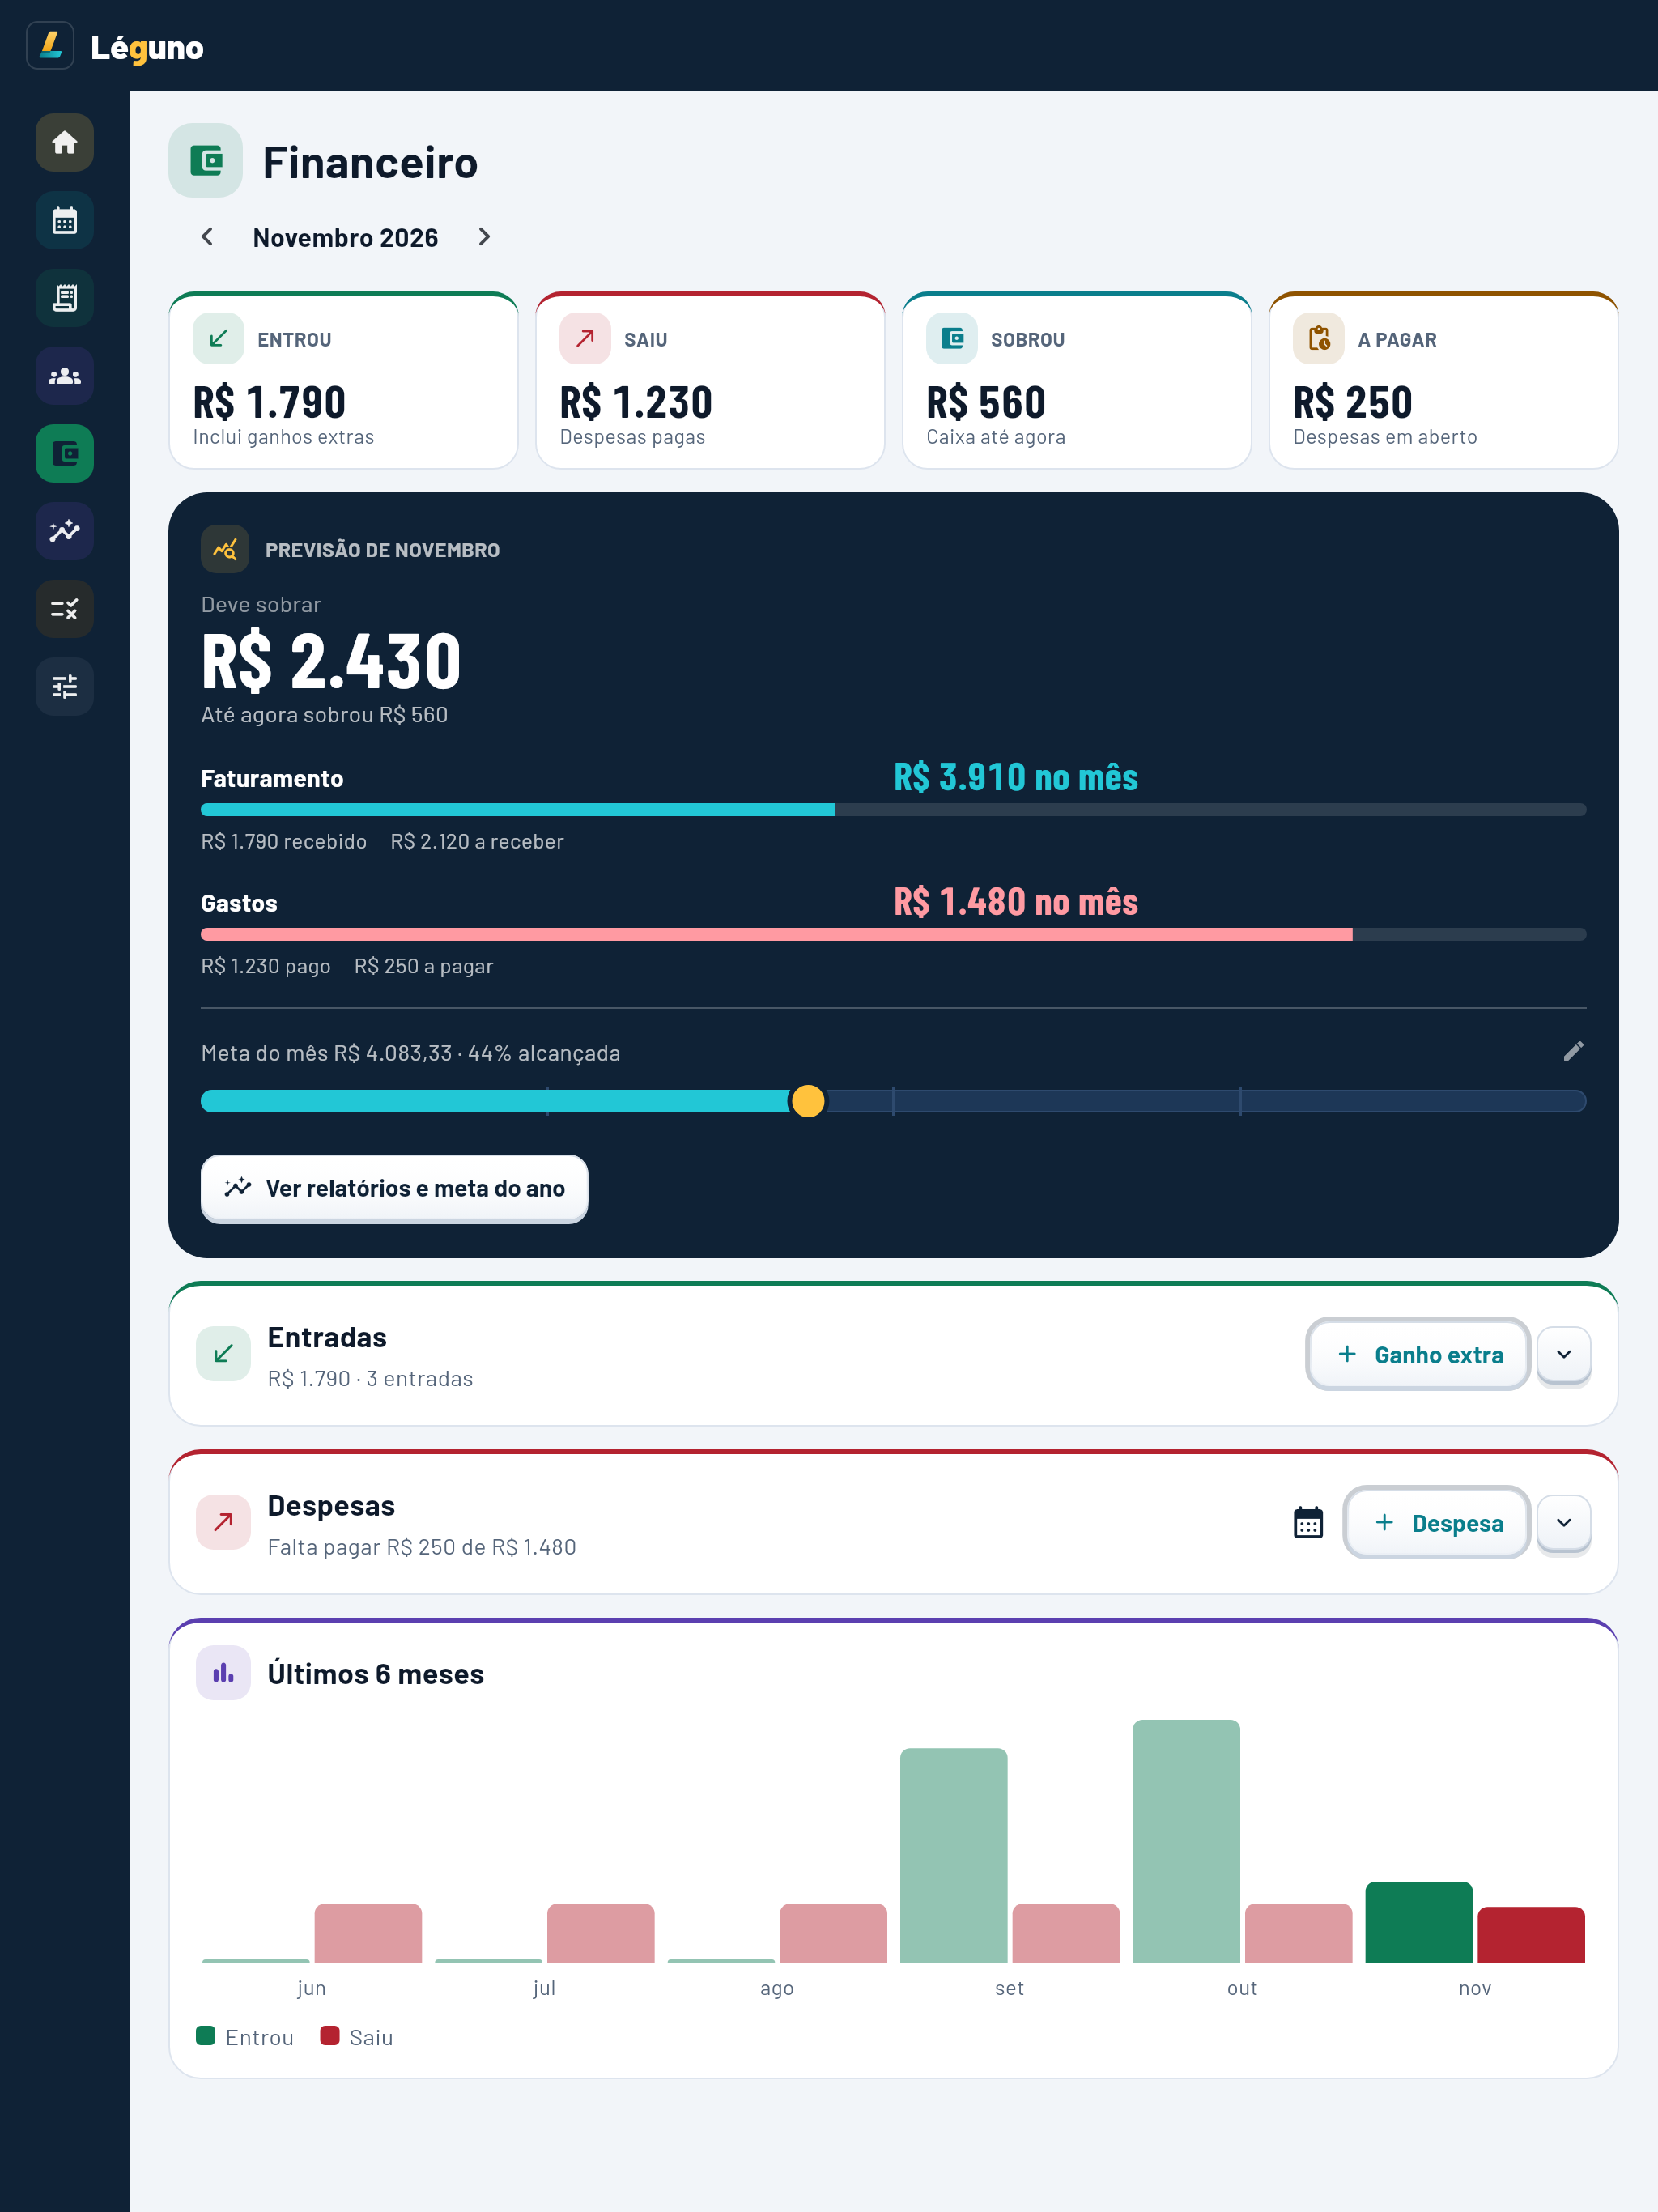 Léguno
Financeiro
Novembro 2026
ENTROU
R$ 1.790
Inclui ganhos extras
SAIU
R$ 1.230
Despesas pagas
SOBROU
R$ 560
Caixa até agora
A PAGAR
R$ 250
Despesas em aberto
PREVISÃO DE NOVEMBRO
Deve sobrar
R$ 2.430
Até agora sobrou R$ 560
Faturamento
R$ 3.910 no mês
R$ 1.790 recebido R$ 2.120 a receber
Gastos
R$ 1.480 no mês
R$ 1.230 pago R$ 250 a pagar
Meta do mês R$ 4.083,33 · 44% alcançada
Ver relatórios e meta do ano
Entradas
R$ 1.790 · 3 entradas
+ Ganho extra
Despesas
Falta pagar R$ 250 de R$ 1.480
+ Despesa
Últimos 6 meses
jun jul ago set out nov
Entrou Saiu